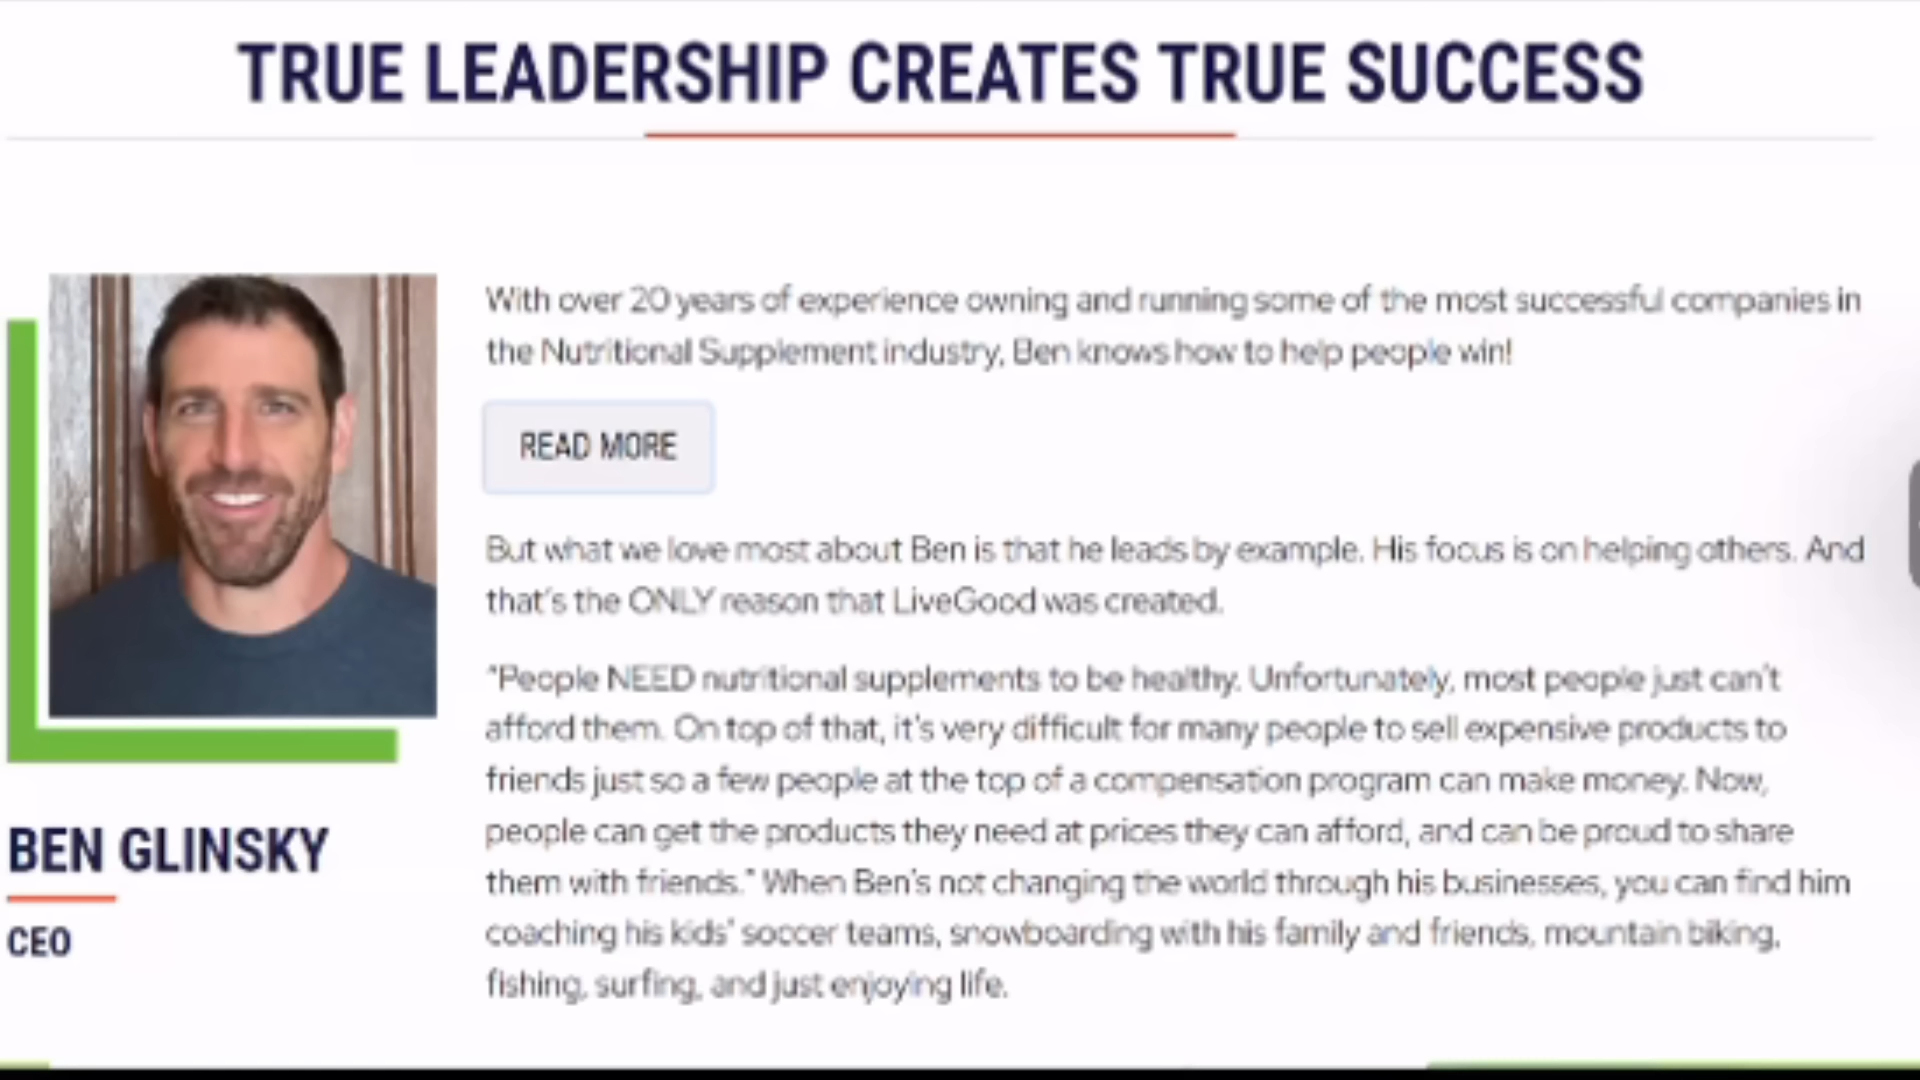 TRUE LEADERSHIP CREATES TRUE SUCCESS
With over 20 years of experience owning and running some of the most successful companies in
the Nutritional Supplement industry, Ben knows how to help people win!
READ MORE
But what we love most about Ben is that he leads by example. His focus is on helping others. And
that's the ONLY reason that LiveGood was created.
"People NEED nutritional supplements to be healthy. Unfortunately, most people just can't
afford them. On top of that, it's very difficult for many people to sell expensive products to
friends just so a few people at the top of a compensation program can make money. Now,
people can get the products they need at prices they can afford, and can be proud to share
them with friends." When Ben's not changing the world through his businesses, you can find him
coaching his kids' soccer teams, snowboarding with his family and friends, mountain biking,
fishing, surfing, and just enjoying life.
BEN GLINSKY
CEO